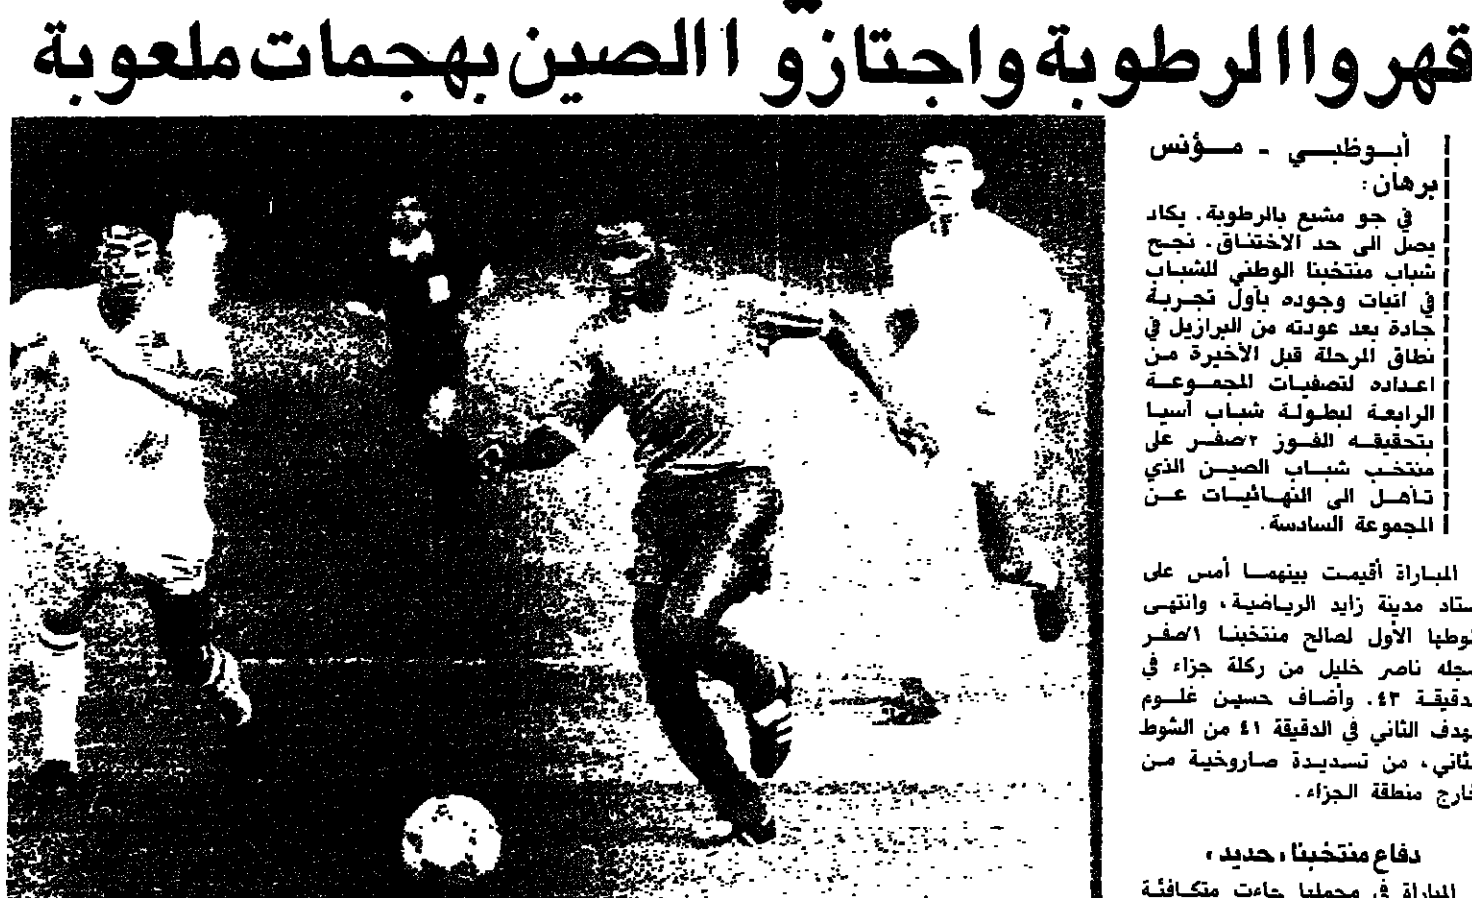 قهروا الرطوبة واجتازوا الصين بهجمات ملعوبة
أبوظبي - مؤنس
برهان:
في جو مشبع بالرطوبة. يكاد
يصل الى حد الاختناق. نجح
شباب منتخبنا الوطني للشباب
في اثبات وجوده بأول تجربة
جادة بعد عودته من البرازيل في
نطاق المرحلة قبل الأخيرة من
اعداده لتصفيات المجموعة
الرابعة لبطولة شباب آسيا
بتحقيقه الفوز ٢/صفر على
منتخب شباب الصين الذي
تأهل الى النهائيات عن
المجموعة السادسة.
المباراة أقيمت بينهما أمس على
ستاد مدينة زايد الرياضية، وانتهى
وطها الأول لصالح منتخبنا ١/صفر
سجله ناصر خليل من ركلة جزاء في
دقيقة ٤٣. وأضاف حسين غلوم
هدف الثاني في الدقيقة ٤١ من الشوط
ثاني، من تسديدة صاروخية من
خارج منطقة الجزاء.
دفاع منتخبنا، حديد،
المباراة في مجملها جاءت متكافئة